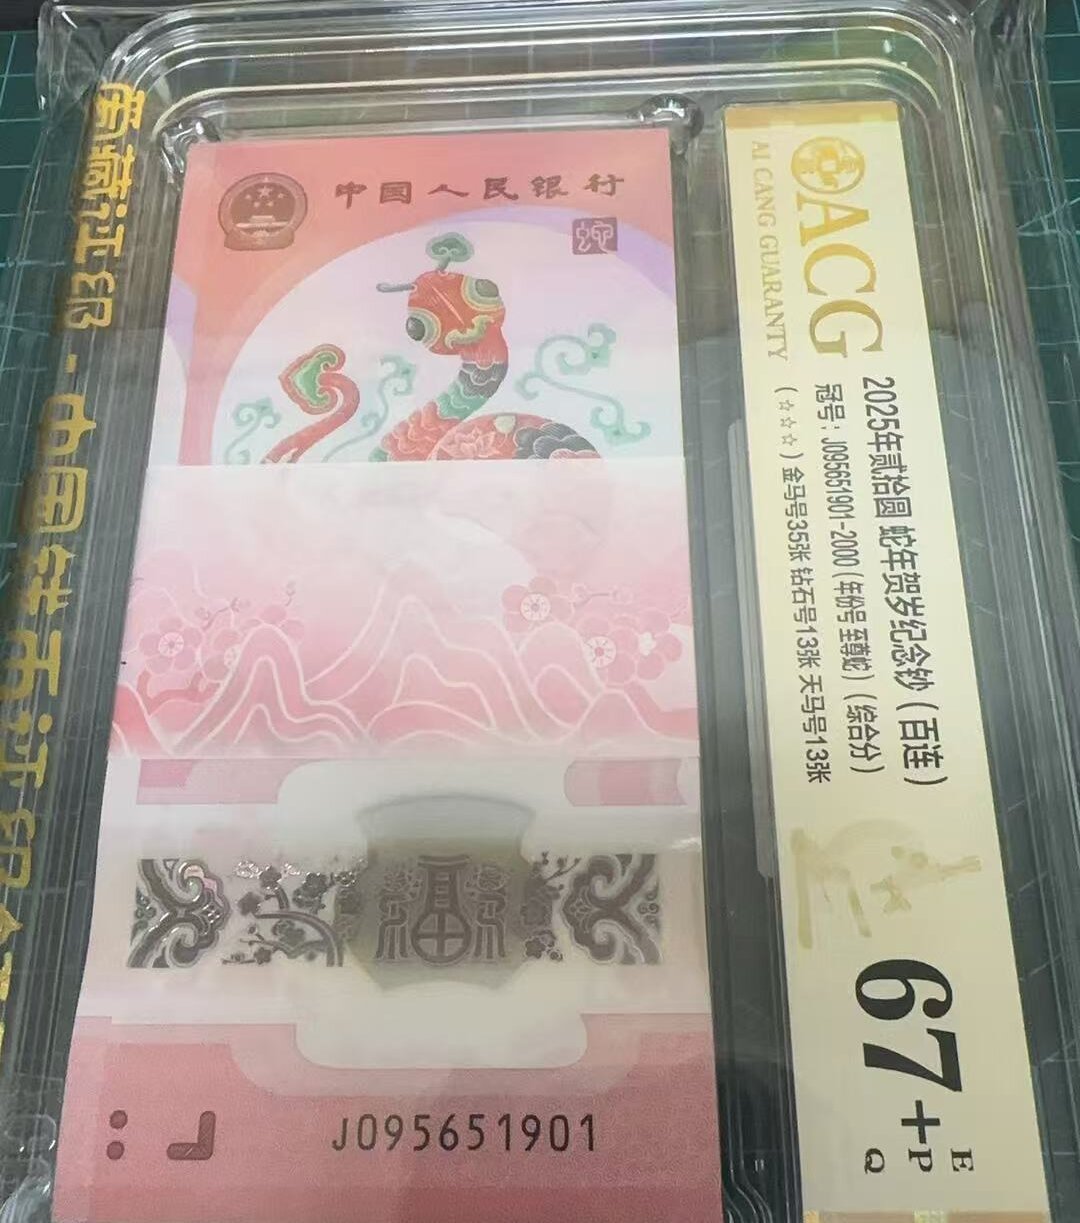 中国人民银行
蛇
J095651901
ACG
AI CANG GUARANTY
2025年贰拾圆 蛇年贺岁纪念钞（百连）
冠号：J095651901-2000（年份号 至尊蛇）（综合分）
（☆☆☆）金马号35张 钻石号13张 天马号13张
67+
E
P
Q